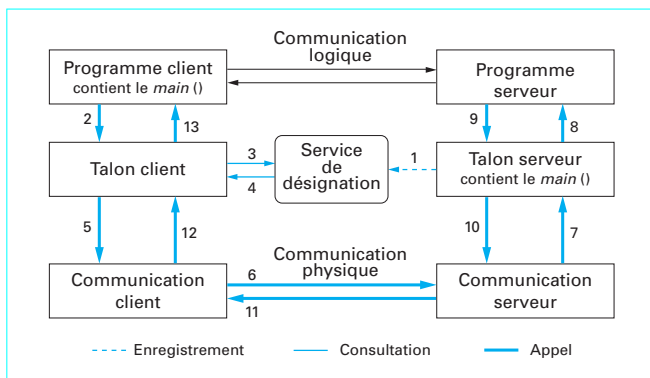 Communication
logique
Programme client
contient le main ()
Programme
serveur
2
13
9
8
Talon client
3
4
Service
de
désignation
1
Talon serveur
contient le main ()
5
12
10
7
Communication
physique
Communication
client
6
11
Communication
serveur
Enregistrement
Consultation
Appel